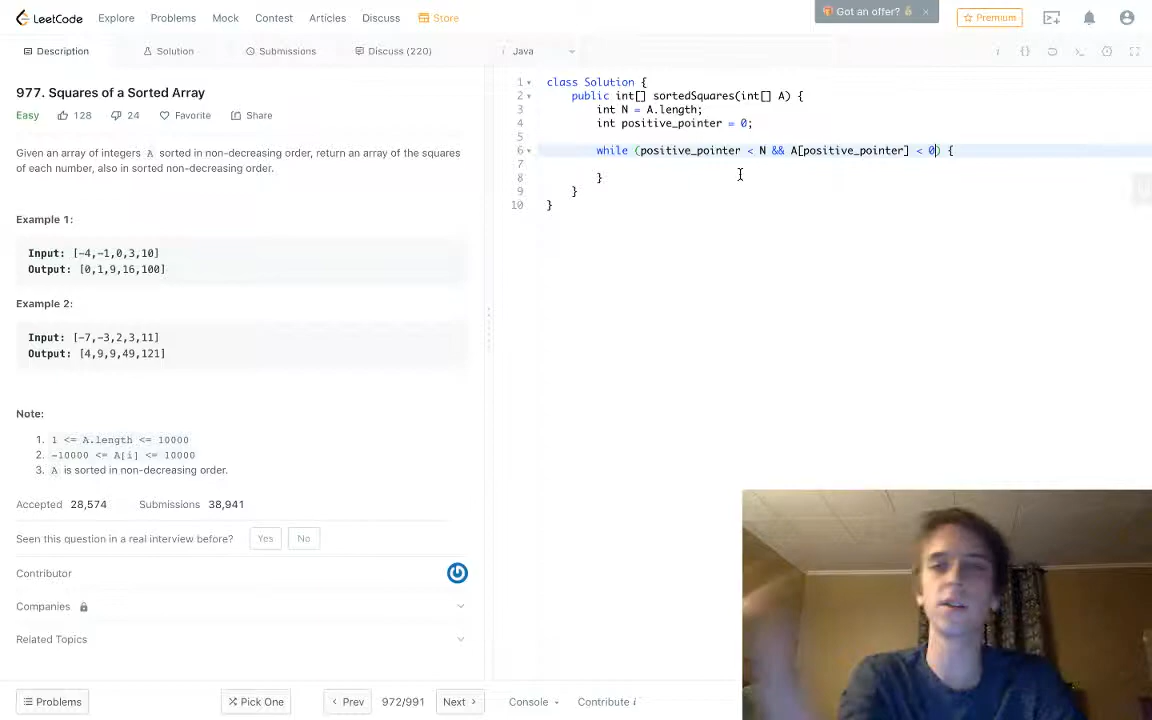 LeetCode Explore Problems Mock Contest Articles Discuss Store Got an offer? × Premium
Description Solution Submissions Discuss (220) Java
977. Squares of a Sorted Array
Easy 128 24 Favorite Share
Given an array of integers A sorted in non-decreasing order, return an array of the squares
of each number, also in sorted non-decreasing order.
Example 1:
Input: [-4,-1,0,3,10]
Output: [0,1,9,16,100]
Example 2:
Input: [-7,-3,2,3,11]
Output: [4,9,9,49,121]
Note:
1. 1 <= A.length <= 10000
2. -10000 <= A[i] <= 10000
3. A is sorted in non-decreasing order.
Accepted 28,574 Submissions 38,941
Seen this question in a real interview before? Yes No
Contributor
Companies
Related Topics
Problems Pick One Prev 972/991 Next Console Contribute i
1 class Solution {
2 public int[] sortedSquares(int[] A) {
3 int N = A.length;
4 int positive_pointer = 0;
5
6 while (positive_pointer < N && A[positive_pointer] < 0) {
7
8 }
9 }
10 }